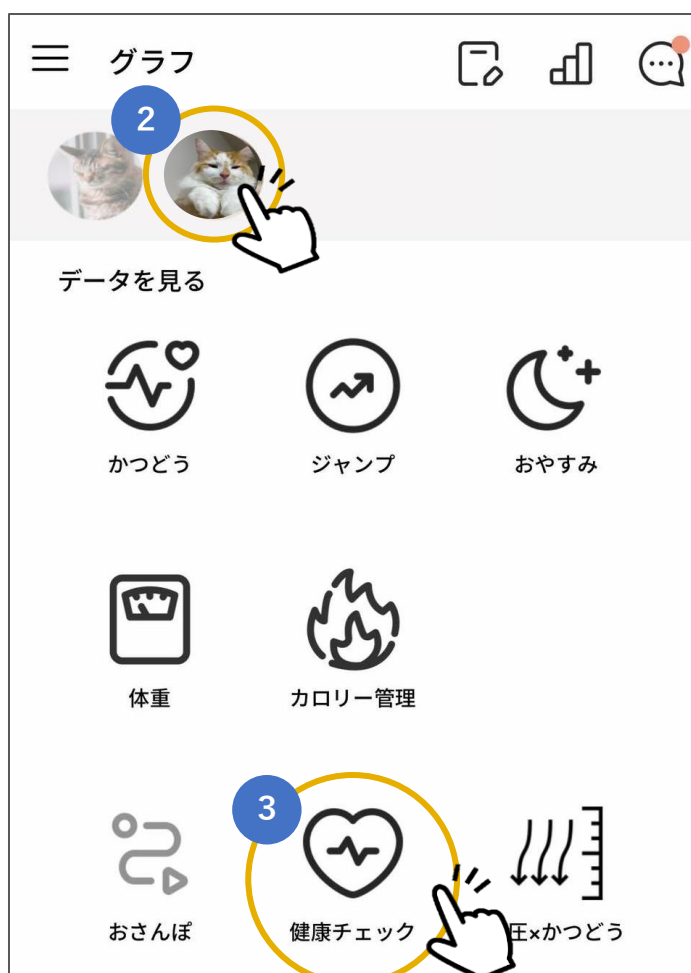 グラフ
2
データを見る
かつどう
ジャンプ
おやすみ
体重
カロリー管理
3
おさんぽ
健康チェック
圧×かつどう